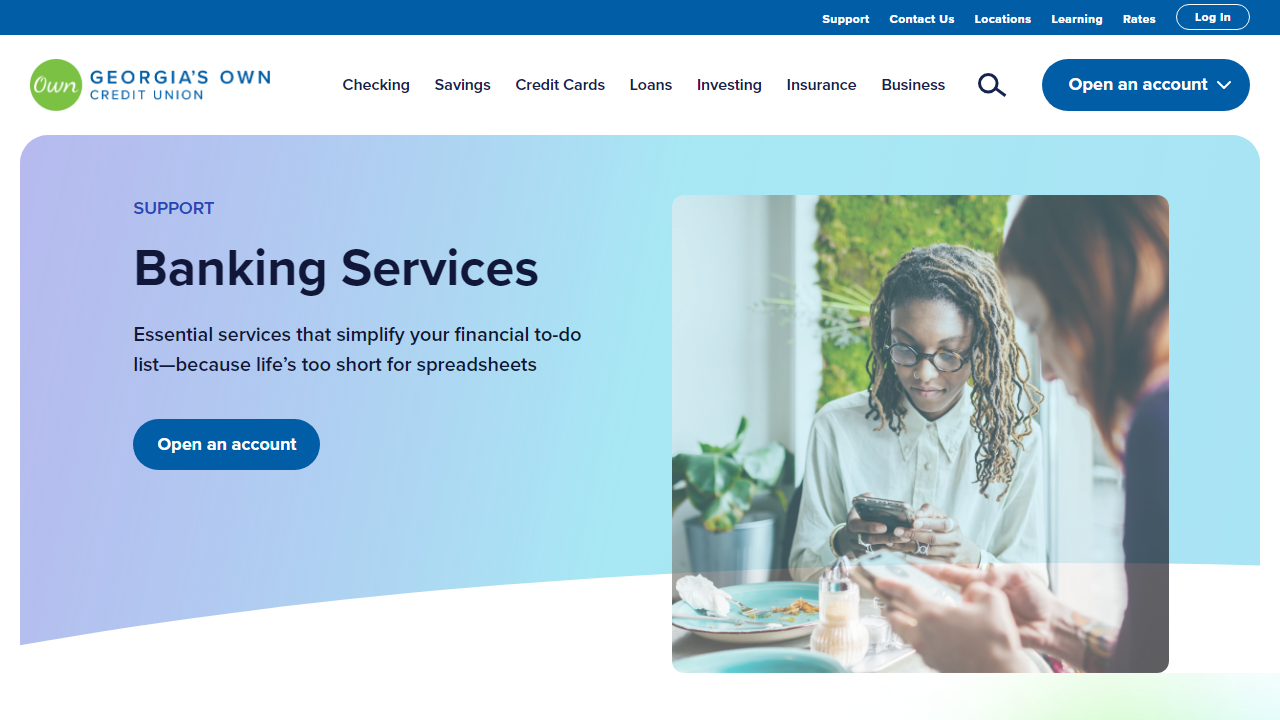 Support Contact Us Locations Learning Rates Log In
Own GEORGIA'S OWN
CREDIT UNION
Checking Savings Credit Cards Loans Investing Insurance Business Open an account
SUPPORT
Banking Services
Essential services that simplify your financial to-do
list—because life’s too short for spreadsheets
Open an account